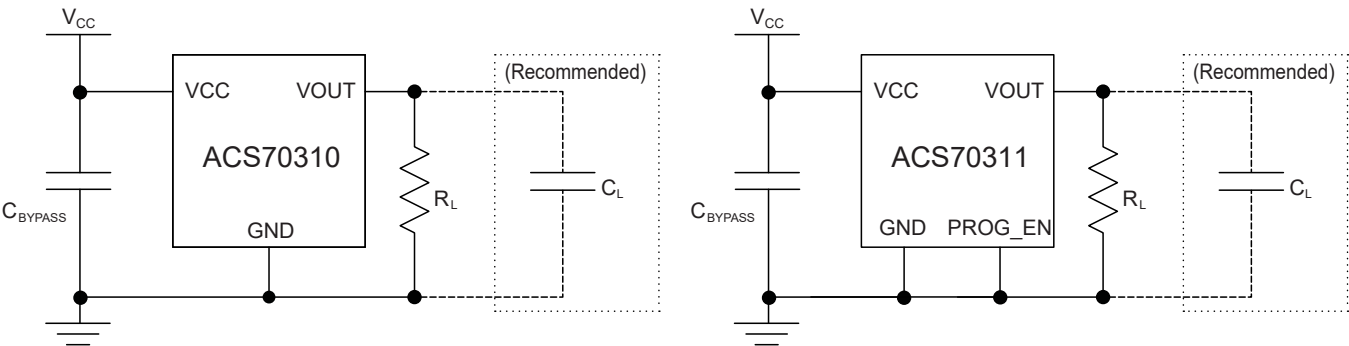 VCC
VCC VOUT
ACS70310
GND
CBYPASS
RL
(Recommended)
CL
VCC
VCC VOUT
ACS70311
GND PROG_EN
CBYPASS
RL
(Recommended)
CL